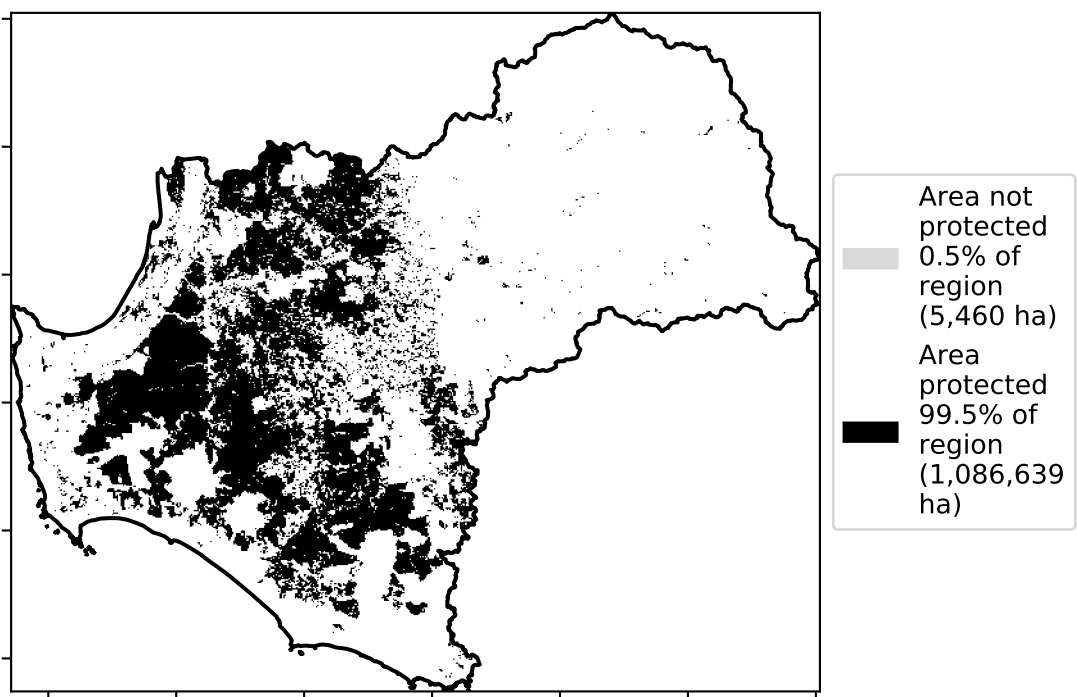 Area not
protected
0.5% of
region
(5,460 ha)
Area
protected
99.5% of
region
(1,086,639
ha)